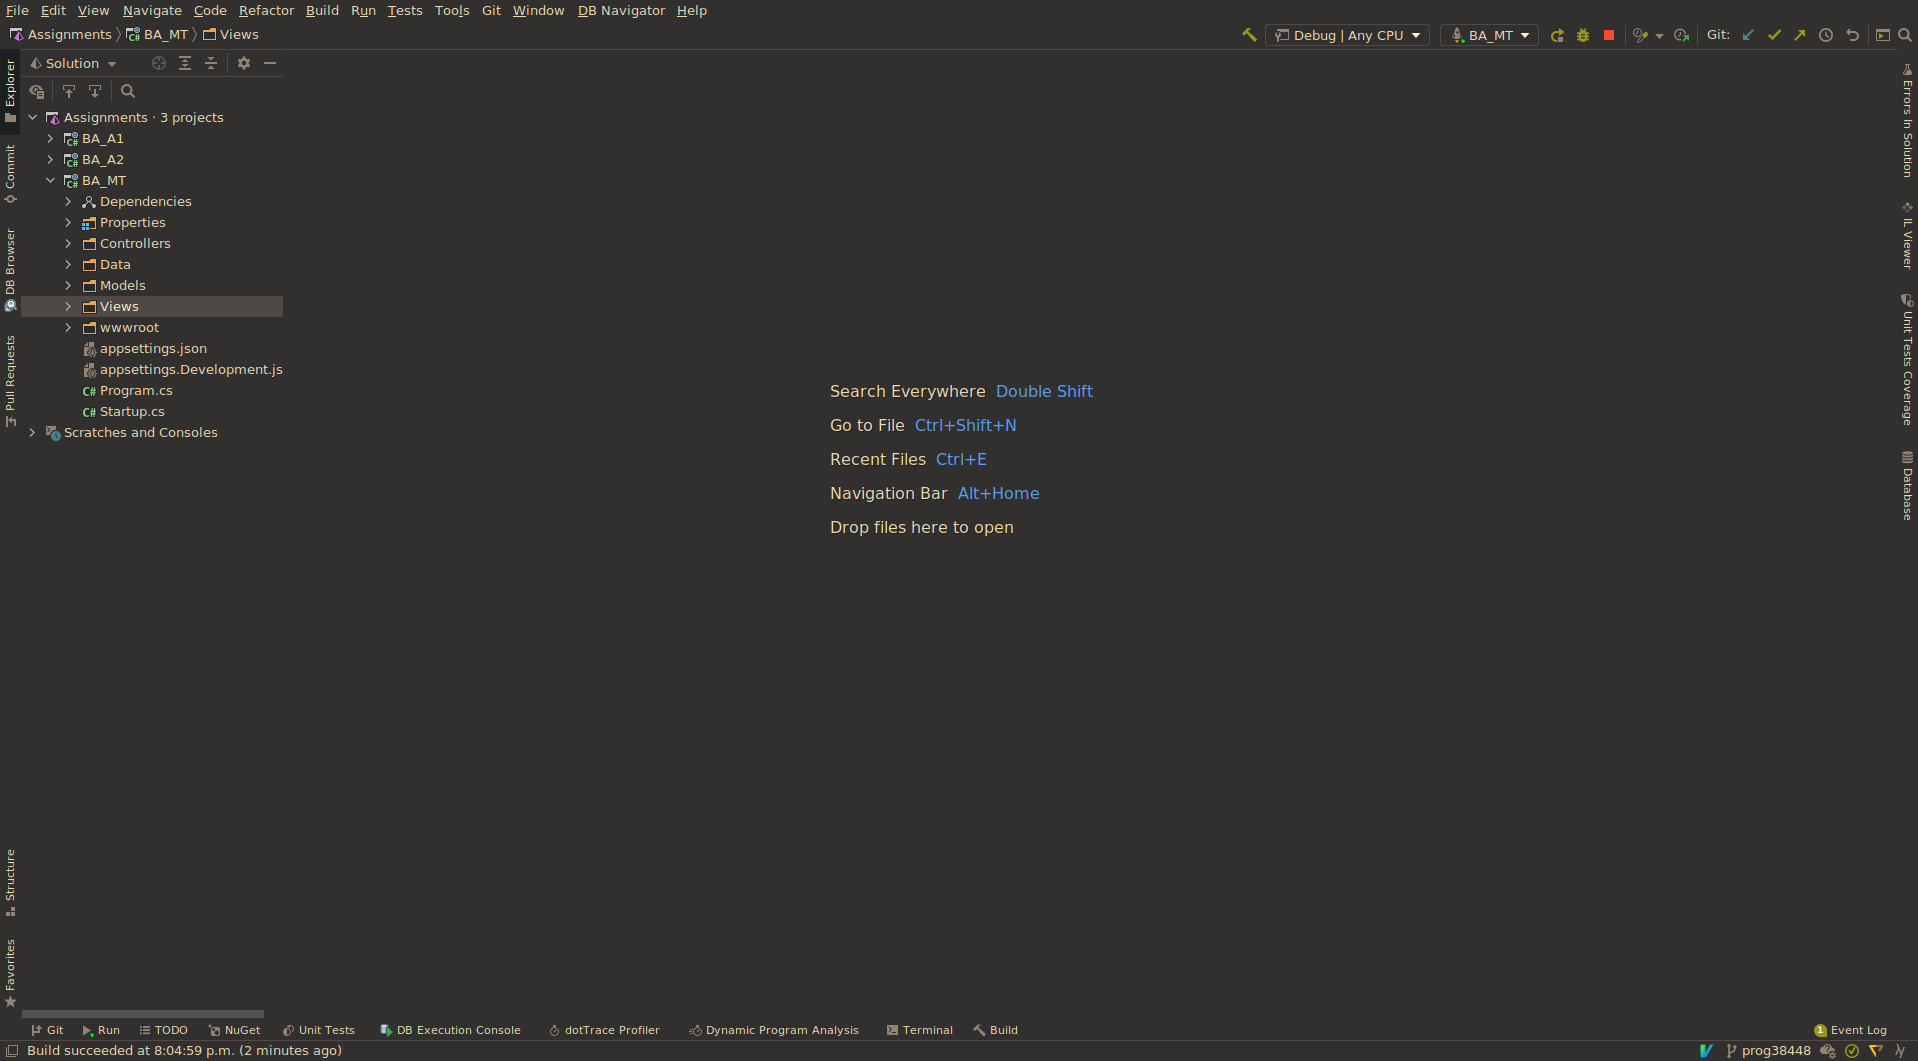 File Edit View Navigate Code Refactor Build Run Tests Tools Git Window DB Navigator Help
Assignments BA_MT Views
Debug | Any CPU BA_MT Git:
Solution
Assignments · 3 projects
BA_A1
BA_A2
BA_MT
Dependencies
Properties
Controllers
Data
Models
Views
wwwroot
appsettings.json
appsettings.Development.js
C# Program.cs
C# Startup.cs
Scratches and Consoles
Explorer
Commit
DB Browser
Pull Requests
Structure
Favorites
Search Everywhere Double Shift
Go to File Ctrl+Shift+N
Recent Files Ctrl+E
Navigation Bar Alt+Home
Drop files here to open
Errors In Solution
IL Viewer
Unit Tests Coverage
Database
Git Run TODO NuGet Unit Tests DB Execution Console dotTrace Profiler Dynamic Program Analysis Terminal Build 1 Event Log
Build succeeded at 8:04:59 p.m. (2 minutes ago) prog38448